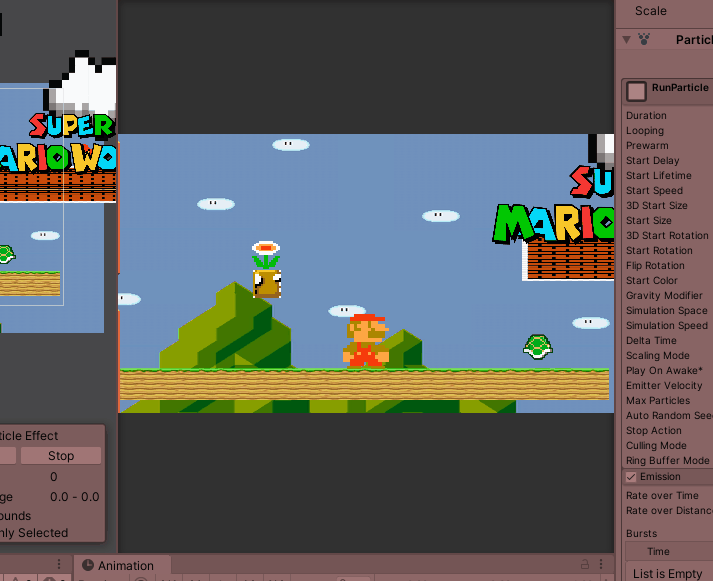 SUPER
ARIO WO
SU
MARIO
Scale
Particl
RunParticle
Duration
Looping
Prewarm
Start Delay
Start Lifetime
Start Speed
3D Start Size
Start Size
3D Start Rotation
Start Rotation
Flip Rotation
Start Color
Gravity Modifier
Simulation Space
Simulation Speed
Delta Time
Scaling Mode
Play On Awake*
Emitter Velocity
Max Particles
Auto Random See
Stop Action
Culling Mode
Ring Buffer Mode
Emission
Rate over Time
Rate over Distanc
Bursts
Time
List is Empty
ticle Effect
Stop
0
ge 0.0 - 0.0
ounds
nly Selected
Animation